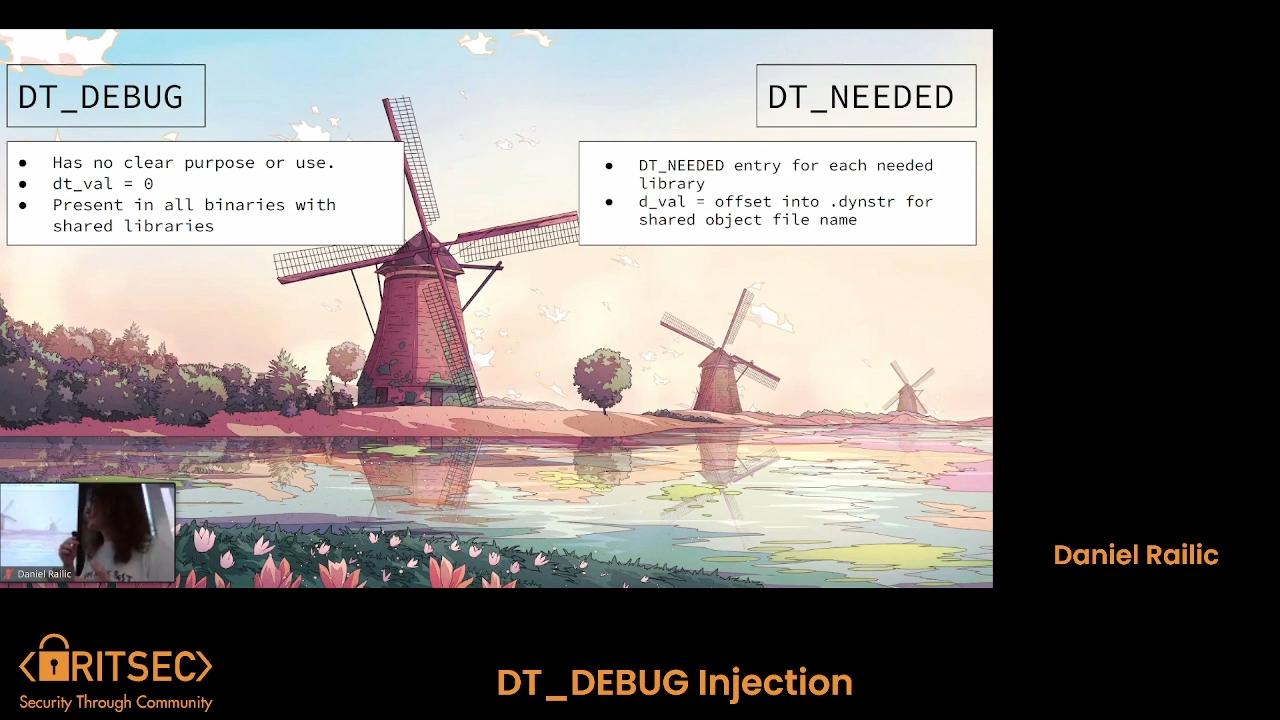 DT_DEBUG
● Has no clear purpose or use.
● dt_val = 0
● Present in all binaries with
shared libraries
DT_NEEDED
● DT_NEEDED entry for each needed
library
● d_val = offset into .dynstr for
shared object file name
Daniel Railic
Daniel Railic
RITSEC
Security Through Community
DT_DEBUG Injection